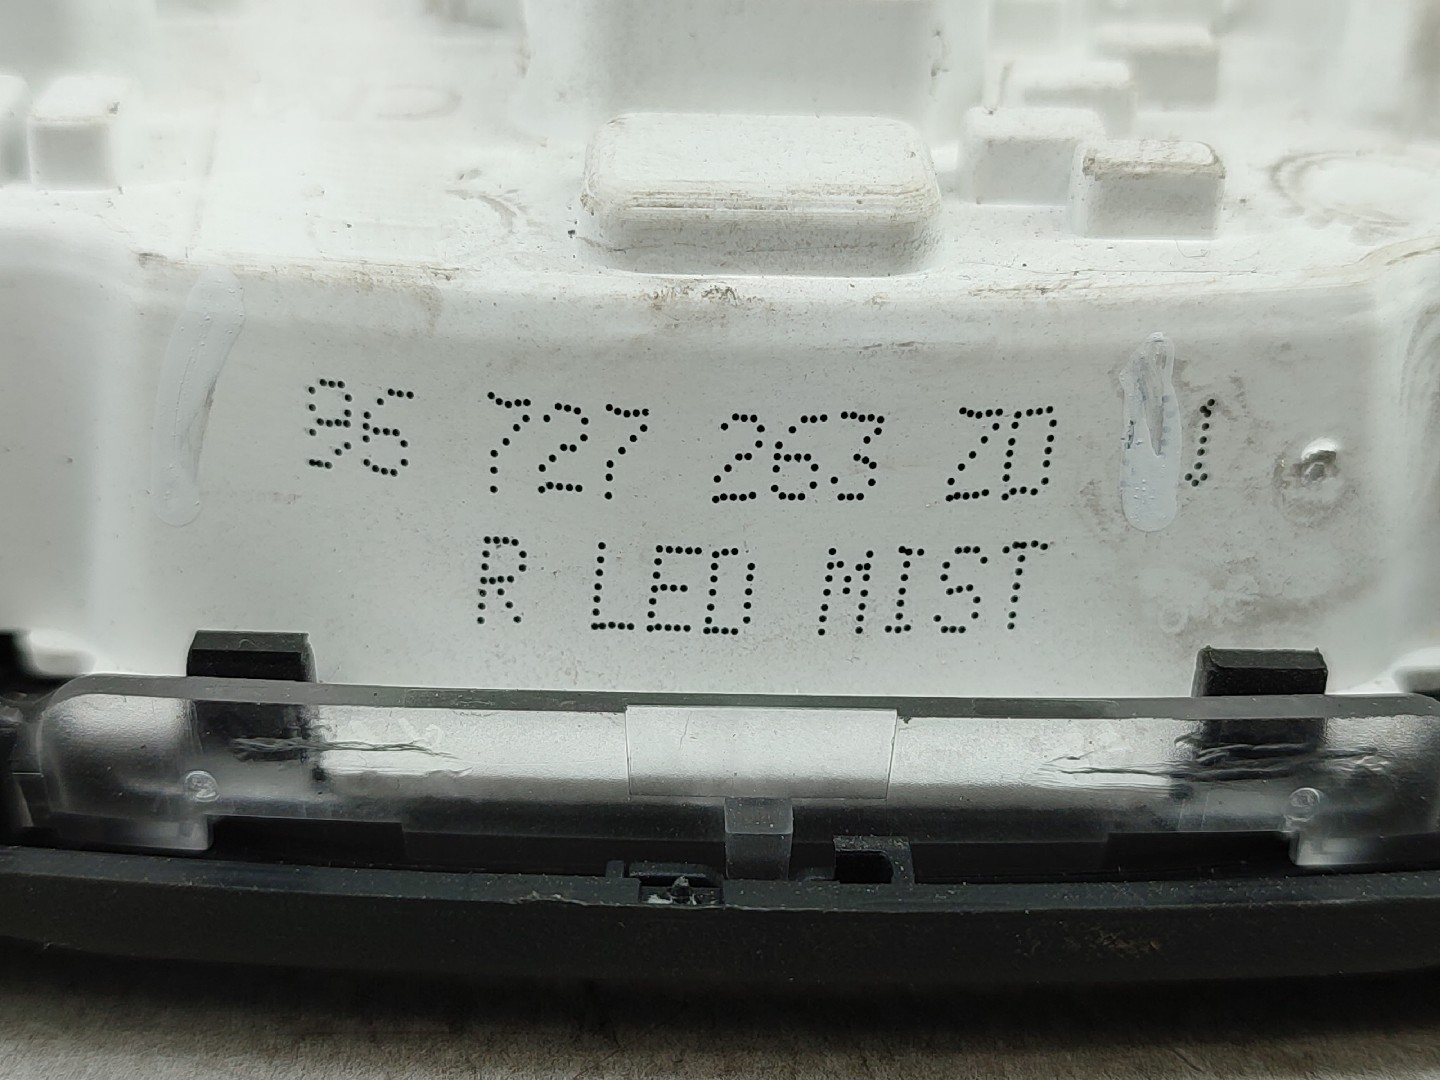 96 727 263 ZD
R LED MIST